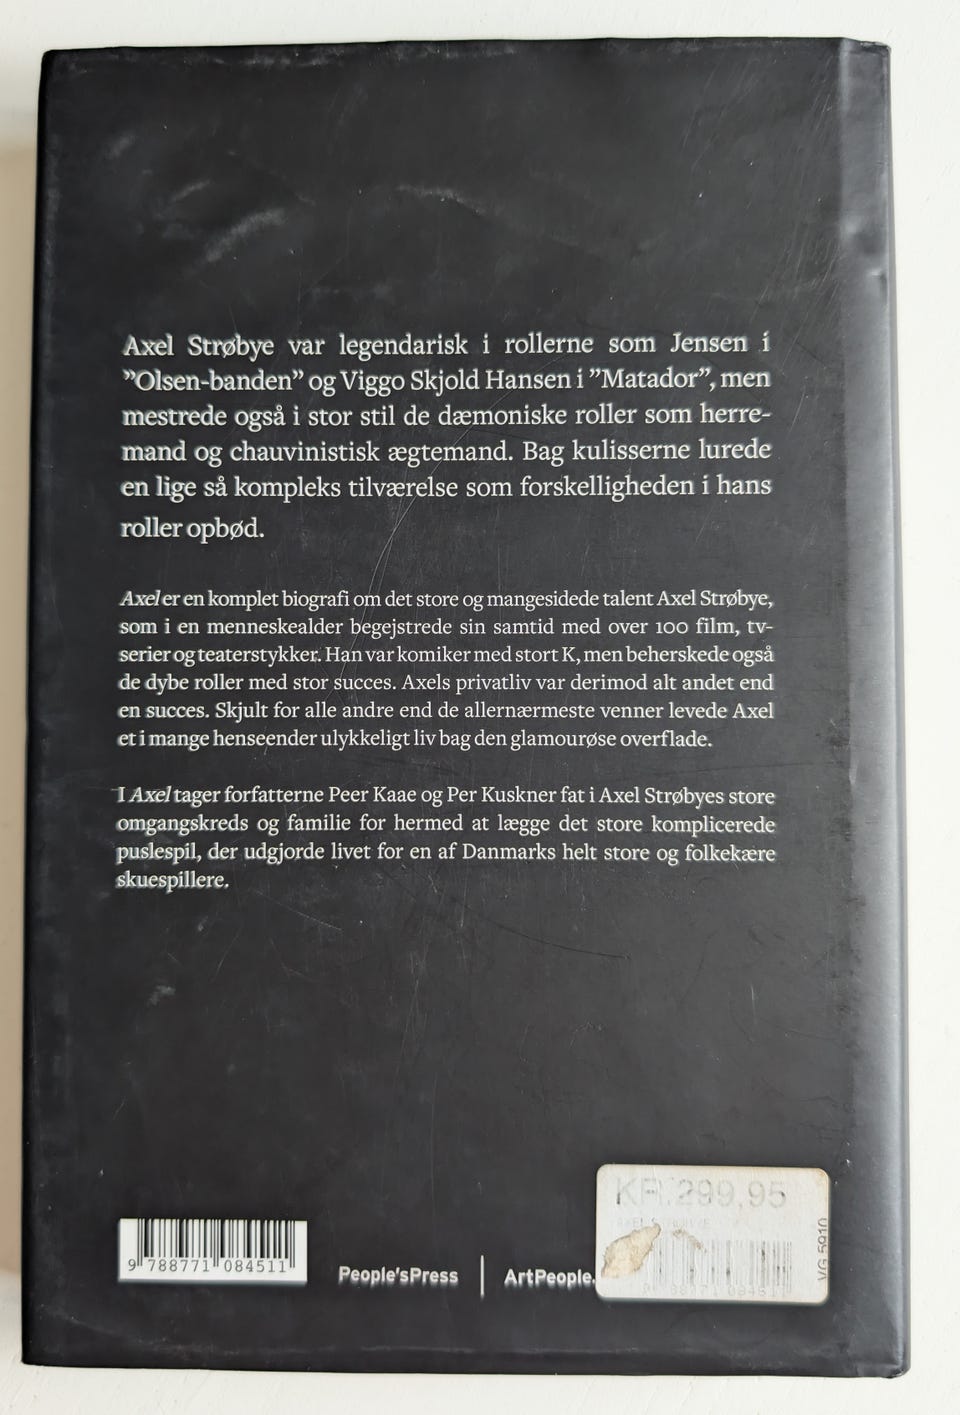 Axel Strøbye var legendarisk i rollerne som Jensen i
”Olsen-banden” og Viggo Skjold Hansen i ”Matador”, men
mestrede også i stor stil de dæmoniske roller som herre-
mand og chauvinistisk ægtemand. Bag kulisserne lurede
en lige så kompleks tilværelse som forskelligheden i hans
roller opbød.
Axel er en komplet biografi om det store og mangesidede talent Axel Strøbye,
som i en menneskealder begejstrede sin samtid med over 100 film, tv-
serier og teaterstykker. Han var komiker med stort K, men beherskede også
de dybe roller med stor succes. Axels privatliv var derimod alt andet end
en succes. Skjult for alle andre end de allernærmeste venner levede Axel
et i mange henseender ulykkeligt liv bag den glamourøse overflade.
I Axel tager forfatterne Peer Kaae og Per Kuskner fat i Axel Strøbyes store
omgangskreds og familie for hermed at lægge det store komplicerede
puslespil, der udgjorde livet for en af Danmarks helt store og folkekære
skuespillere.
9 788771 084511
People'sPress | ArtPeople.
KR. 299,95
VG 5910